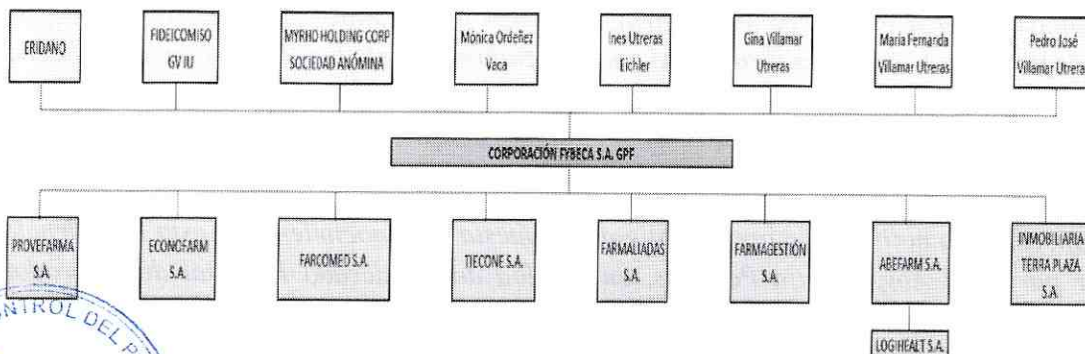 ERIDANO
FIDEICOMISO
GV IU
MYRHO HOLDING CORP
SOCIEDAD ANÓMINA
Mónica Ordeñez
Vaca
Ines Utreras
Eichler
Gina Villamar
Utreras
María Fernanda
Villamar Utreras
Pedro José
Villamar Utreras
CORPORACIÓN FYBECA S.A. GPF
PROVEFARMA
S.A.
ECONOFARM
S.A.
FARCOMED S.A.
TIECONE S.A.
FARMALIADAS
S.A.
FARMAGESTIÓN
S.A.
ABEFARM S.A.
INMOBILIARIA
TERRA PLAZA
S.A.
LOGIHEALT S.A.
CONTROL DEL